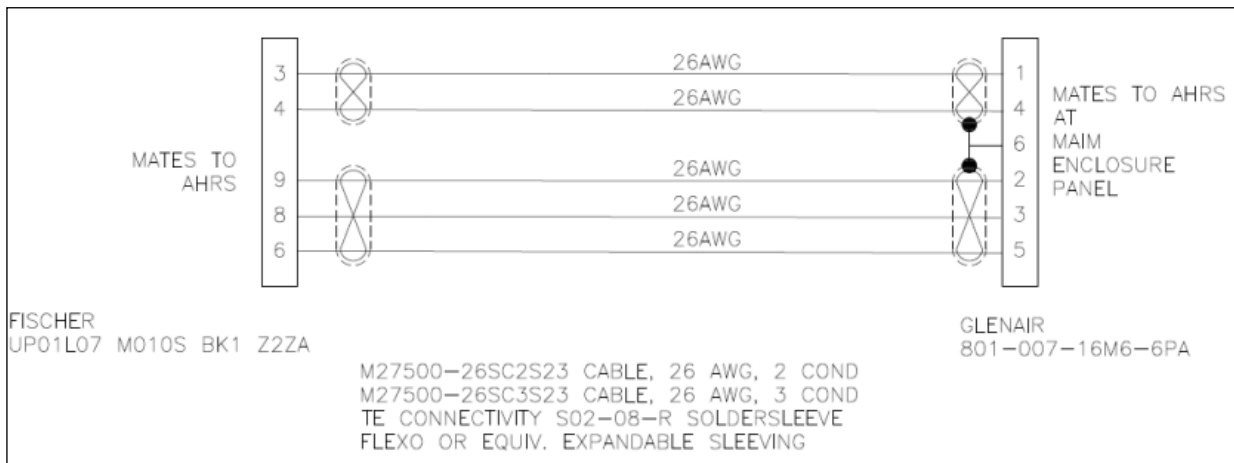 26AWG
3 1
26AWG
4 4
MATES TO AHRS
AT
MAIM
ENCLOSURE
PANEL
6
MATES TO
AHRS
26AWG
9 2
26AWG
8 3
26AWG
6 5
FISCHER
UP01L07 M010S BK1 Z2ZA
GLENAIR
801-007-16M6-6PA
M27500-26SC2S23 CABLE, 26 AWG, 2 COND
M27500-26SC3S23 CABLE, 26 AWG, 3 COND
TE CONNECTIVITY S02-08-R SOLDERSLEEVE
FLEXO OR EQUIV. EXPANDABLE SLEEVING